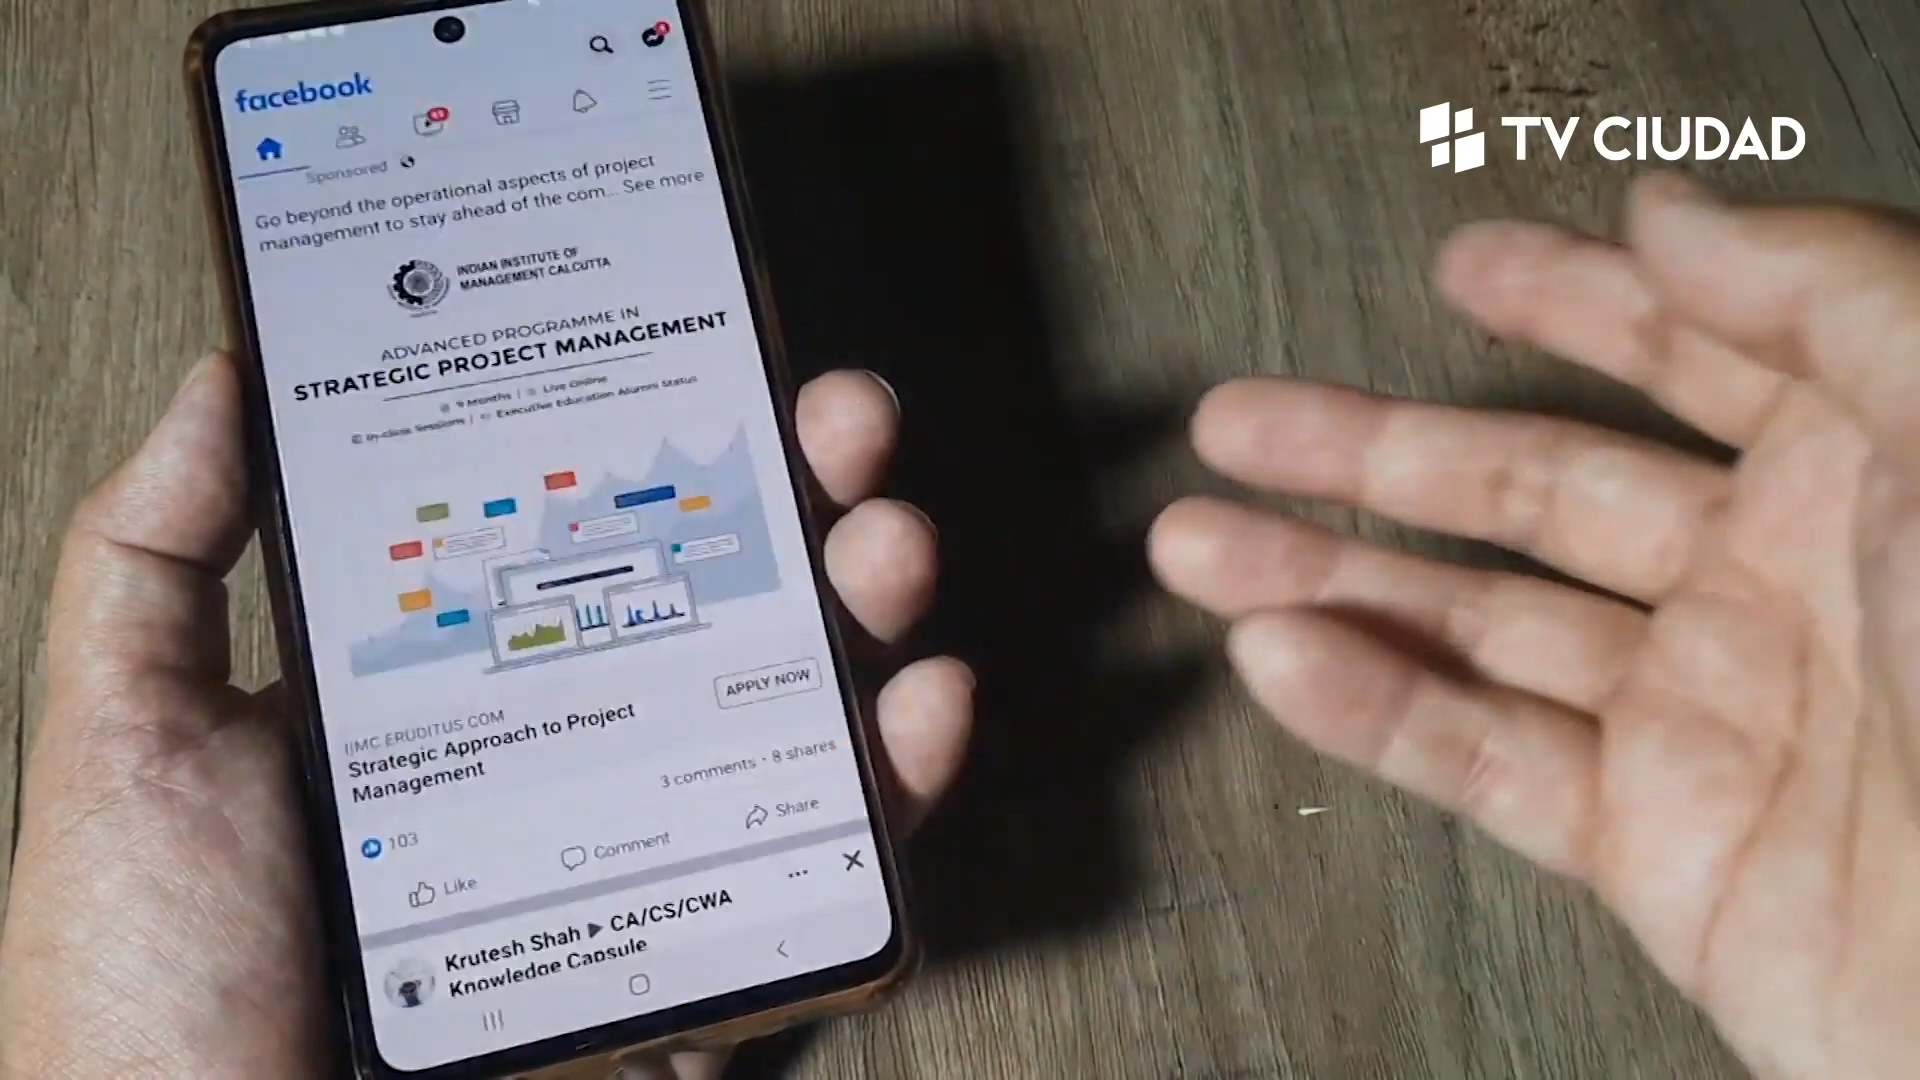 TV CIUDAD
facebook
Sponsored
Go beyond the operational aspects of project
management to stay ahead of the com... See more
INDIAN INSTITUTE OF
MANAGEMENT CALCUTTA
ADVANCED PROGRAMME IN
STRATEGIC PROJECT MANAGEMENT
9 Months | Live Online
In-class Sessions | Executive Education Alumni Status
APPLY NOW
IIMC ERUDITUS COM
Strategic Approach to Project
Management
3 comments • 8 shares
103
Like
Comment
Share
Krutesh Shah ▶ CA/CS/CWA
Knowledge Capsule